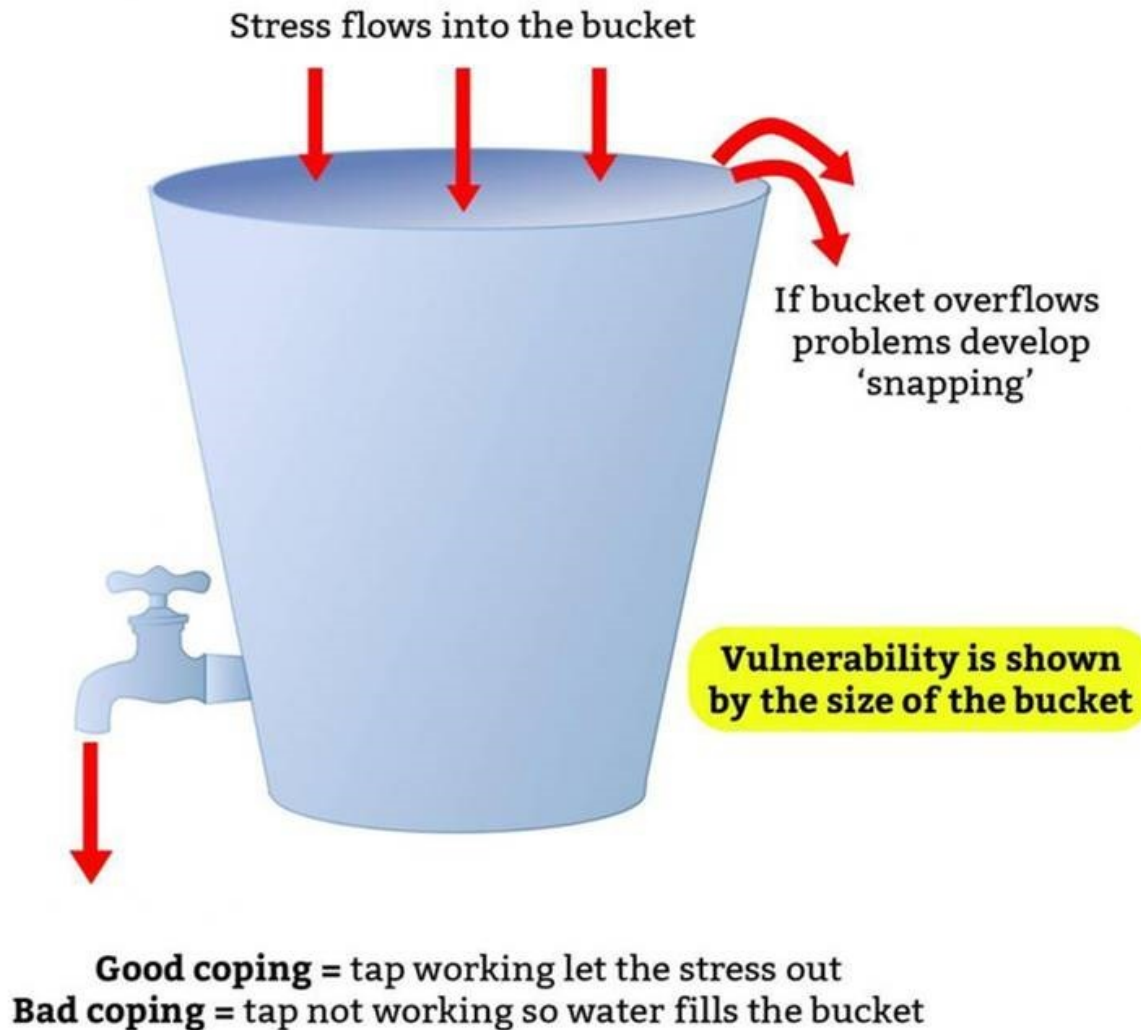 Stress flows into the bucket
If bucket overflows
problems develop
‘snapping’
Vulnerability is shown
by the size of the bucket
Good coping = tap working let the stress out
Bad coping = tap not working so water fills the bucket